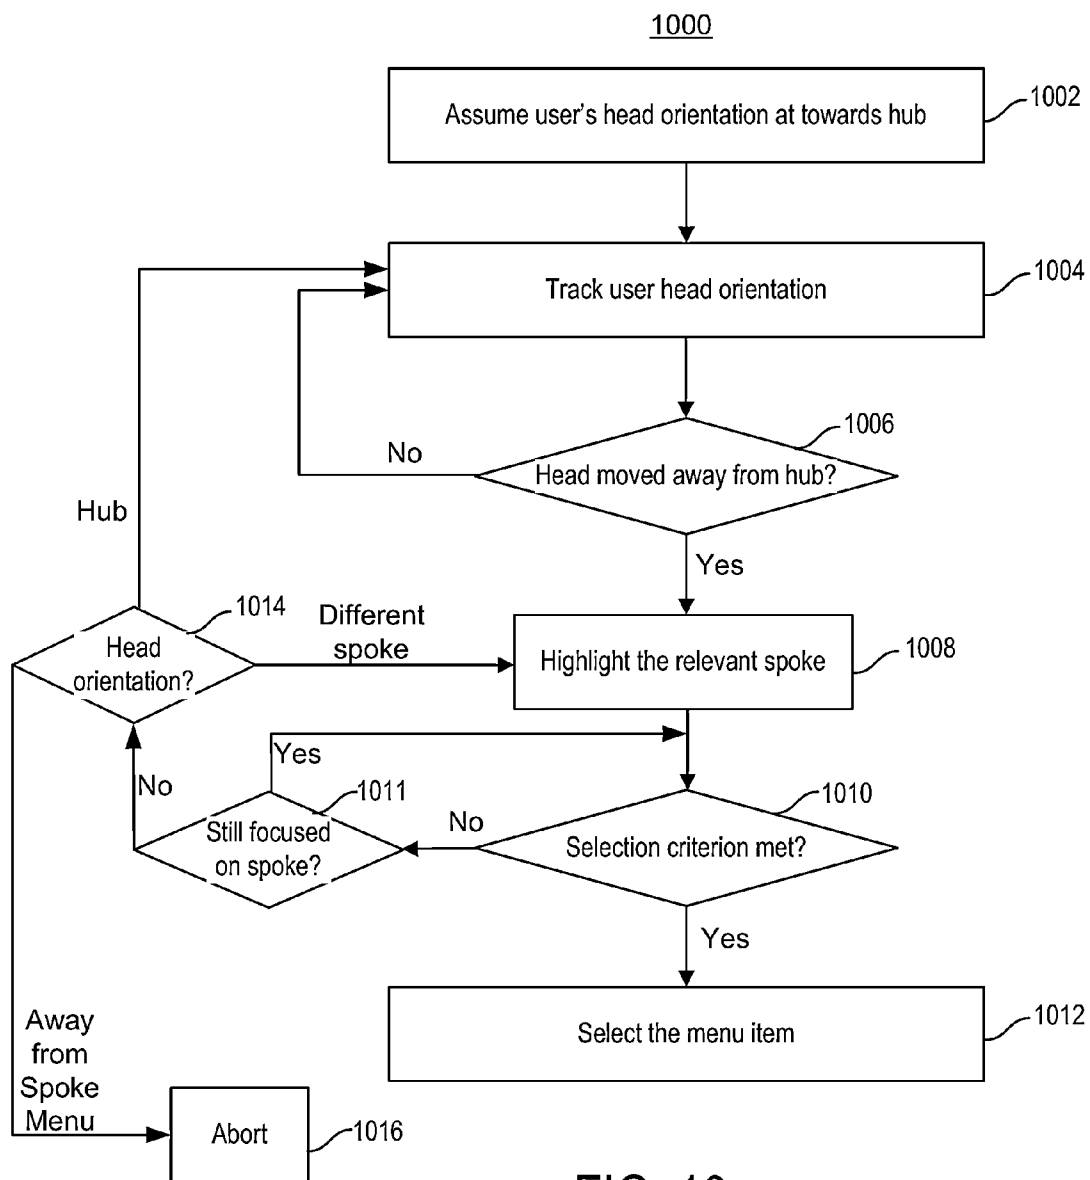 1000
Assume user's head orientation at towards hub
1002
Track user head orientation
1004
Head moved away from hub?
1006
No
Yes
Hub
Head
orientation?
1014
Different
spoke
Highlight the relevant spoke
1008
Yes
No
Still focused
on spoke?
1011
No
Selection criterion met?
1010
Yes
Select the menu item
1012
Away
from
Spoke
Menu
Abort
1016